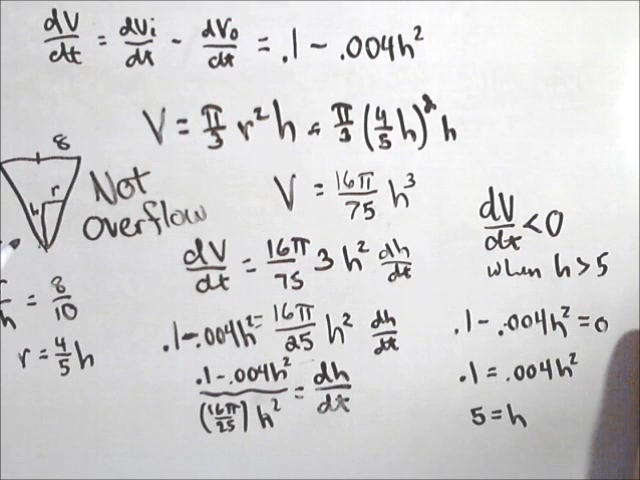 dV/dt = dVi/dt - dVo/dt = .1 - .004h²
V = π/3 r²h = π/3 (4/5 h)² h
8
r
h
Not
overflow
V = 16π/75 h³
dV/dt < 0
when h > 5
dV/dt = 16π/75 3h² dh/dt
r/h = 8/10
.1-.004h² = 16π/25 h² dh/dt
.1-.004h² = 0
r = 4/5 h
.1-.004h²/(16π/25)h² = dh/dt
.1 = .004h²
5 = h